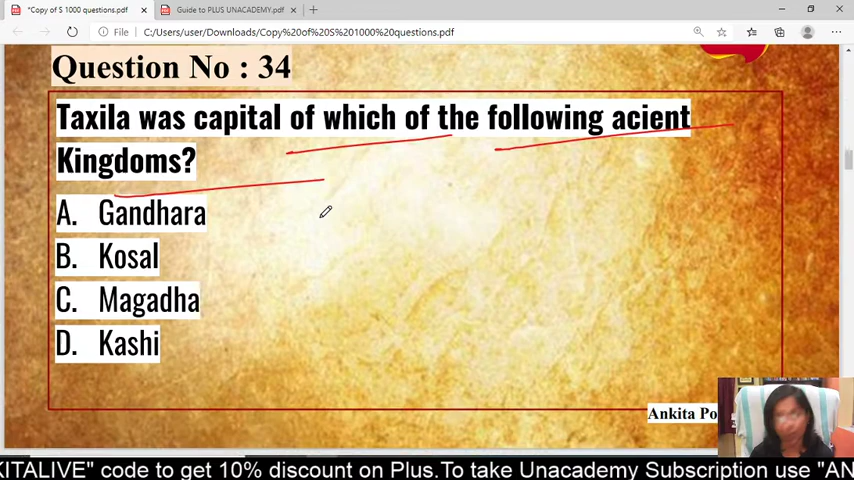 *Copy of S 1000 questions.pdf
Guide to PLUS UNACADEMY.pdf
File
C:/Users/user/Downloads/Copy%20of%20S%201000%20questions.pdf
Question No : 34
Taxila was capital of which of the following acient
Kingdoms?
A. Gandhara
B. Kosal
C. Magadha
D. Kashi
Ankita Po
KITALIVE" code to get 10% discount on Plus.To take Unacademy Subscription use "AN